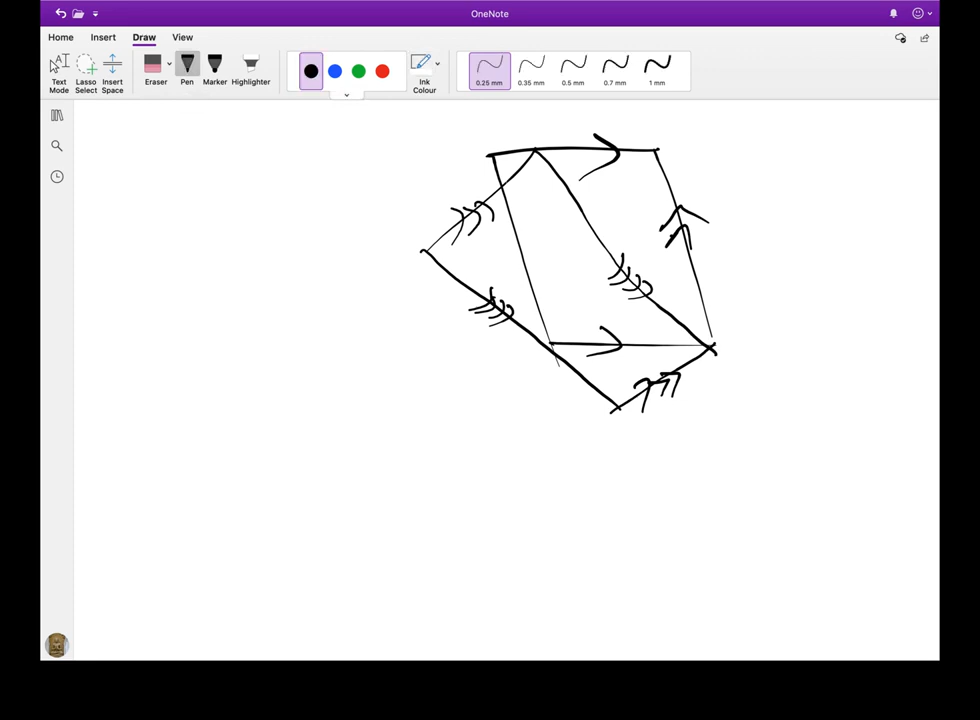 OneNote
Home Insert Draw View
Text Mode
Lasso Select
Insert Space
Eraser
Pen
Marker
Highlighter
Ink Colour
0.25 mm
0.35 mm
0.5 mm
0.7 mm
1 mm